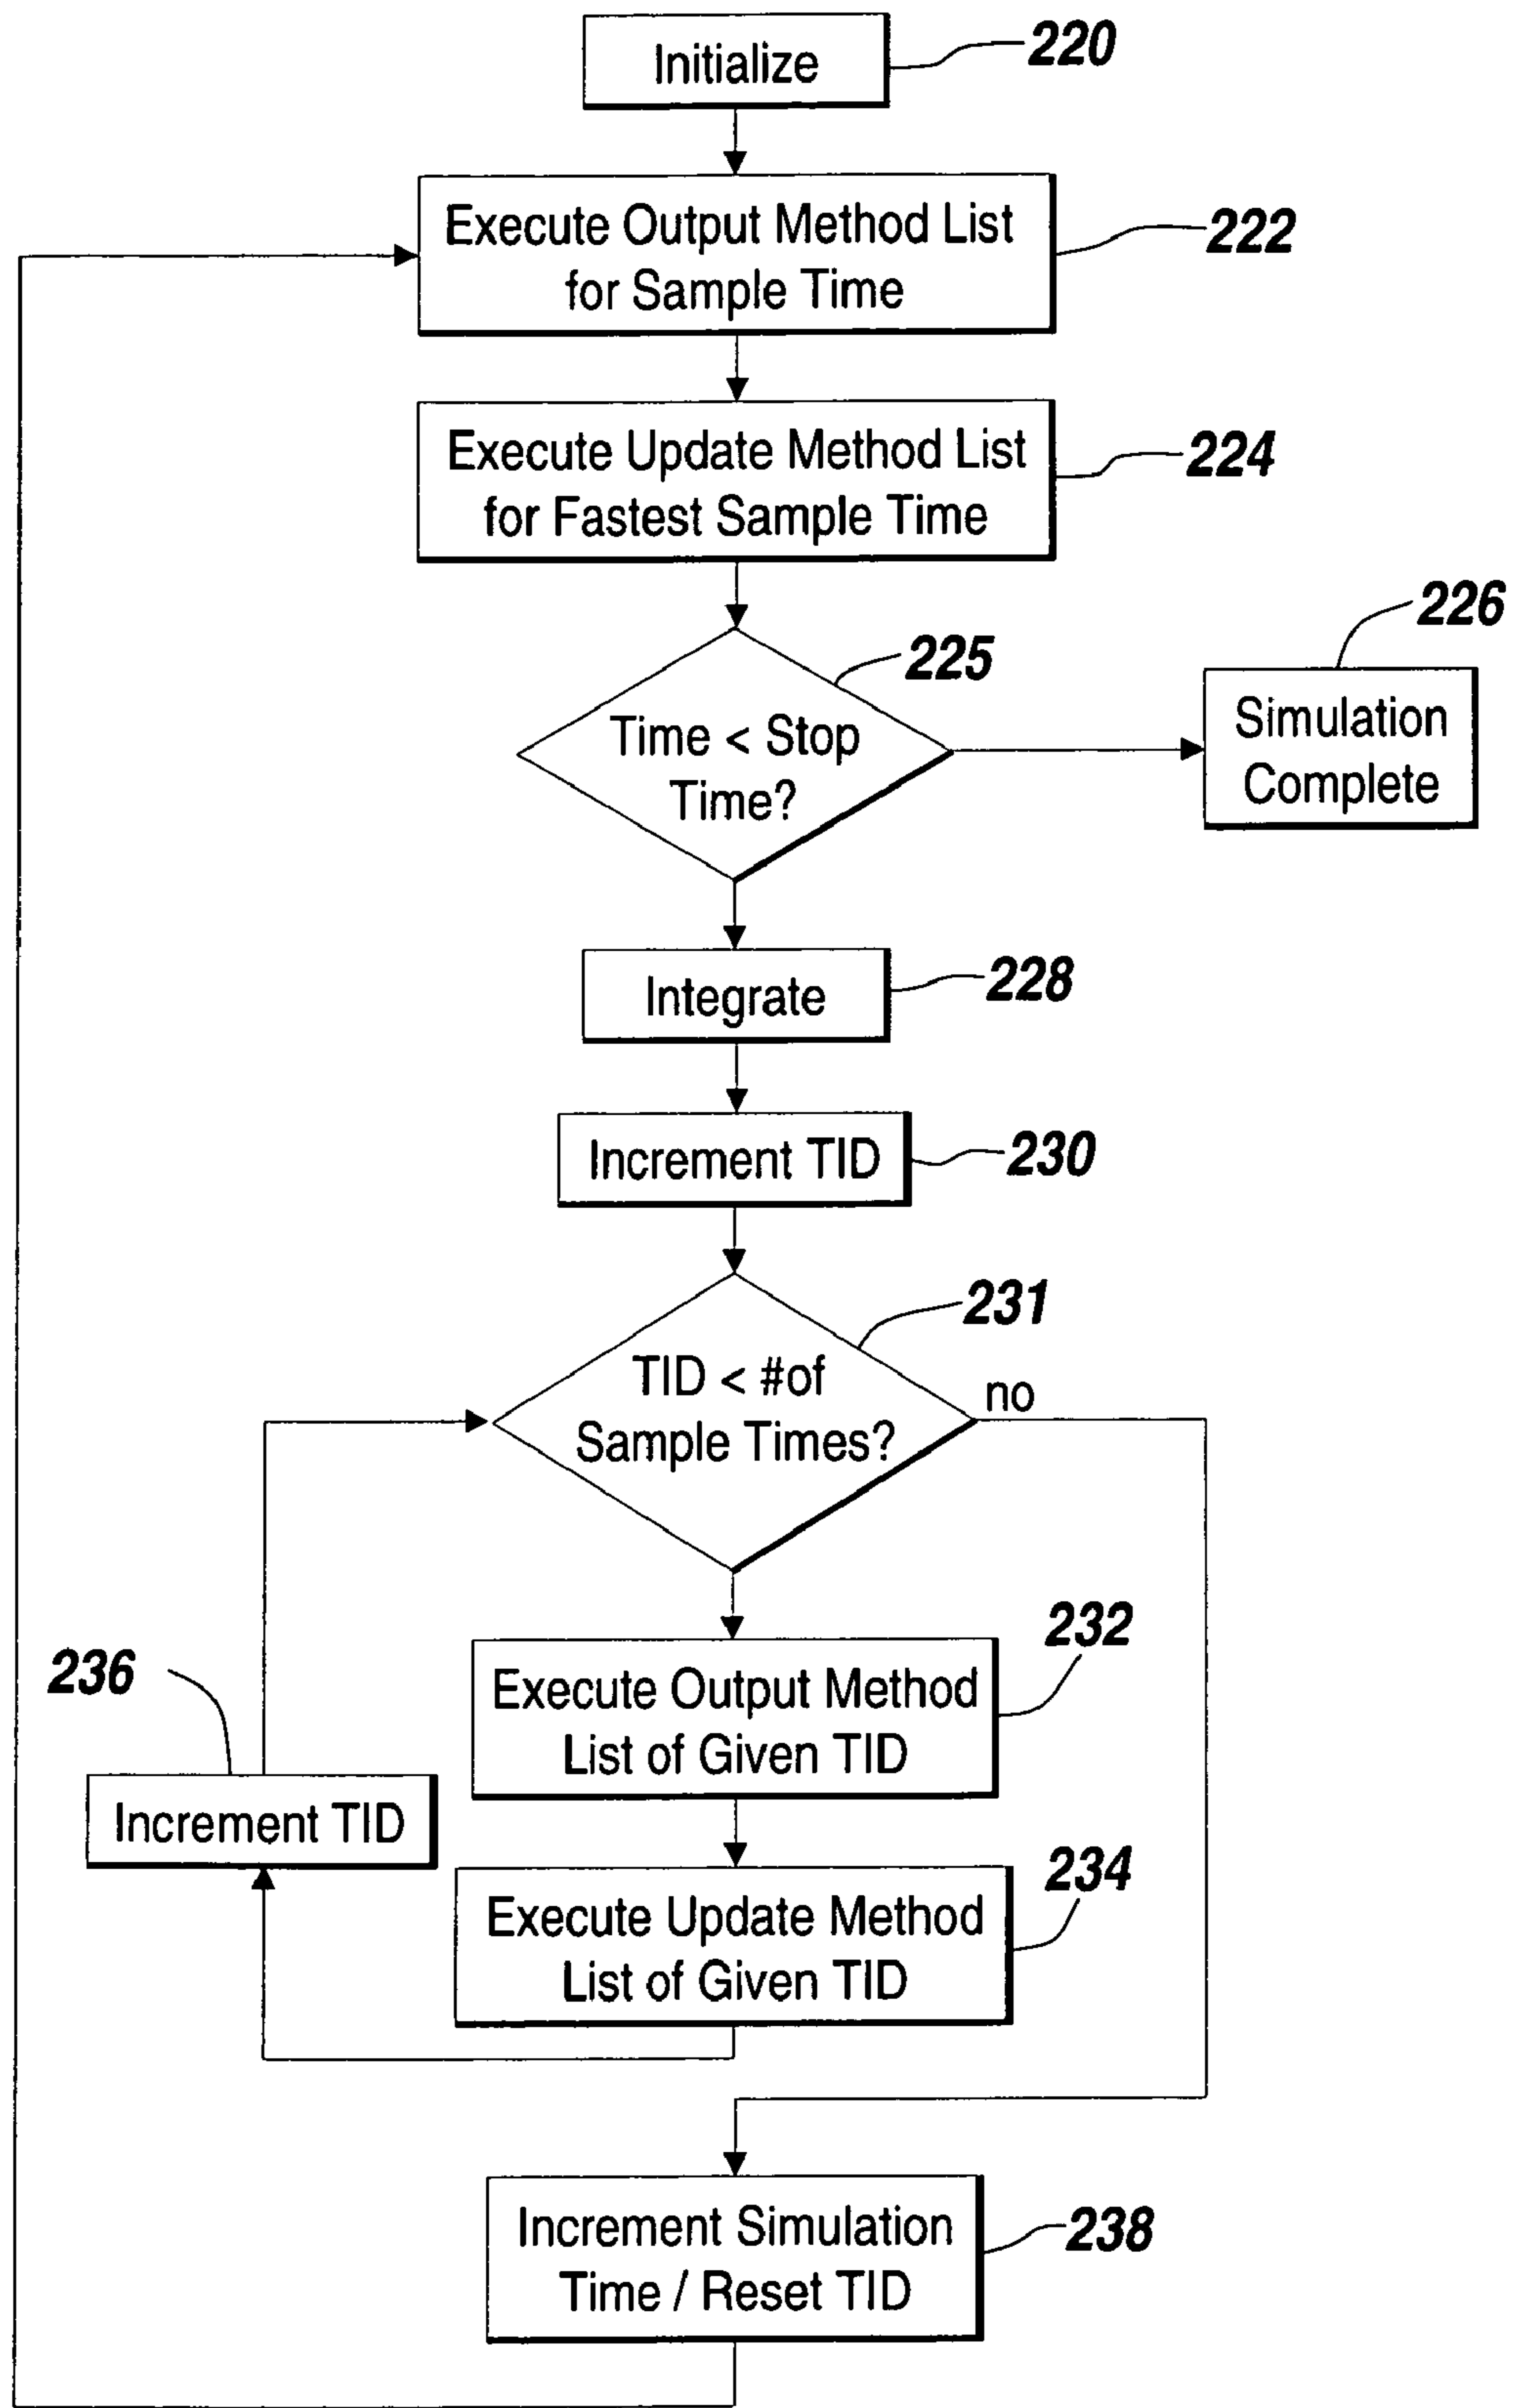 Initialize
220
Execute Output Method List
for Sample Time
222
Execute Update Method List
for Fastest Sample Time
224
225
Time < Stop
Time?
226
Simulation
Complete
Integrate
228
Increment TID
230
231
TID < #of
Sample Times?
no
232
Execute Output Method
List of Given TID
236
Increment TID
234
Execute Update Method
List of Given TID
Increment Simulation
Time / Reset TID
238